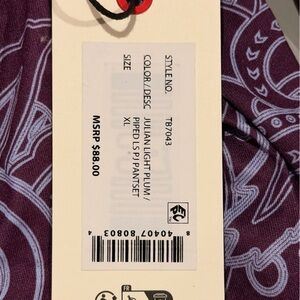 STYLE NO. TB7043
COLOR / DESC JULIAN LIGHT PLUM /
PIPED LS PJ PANTSET
SIZE XL
MSRP $88.00
8 40407 80803 4